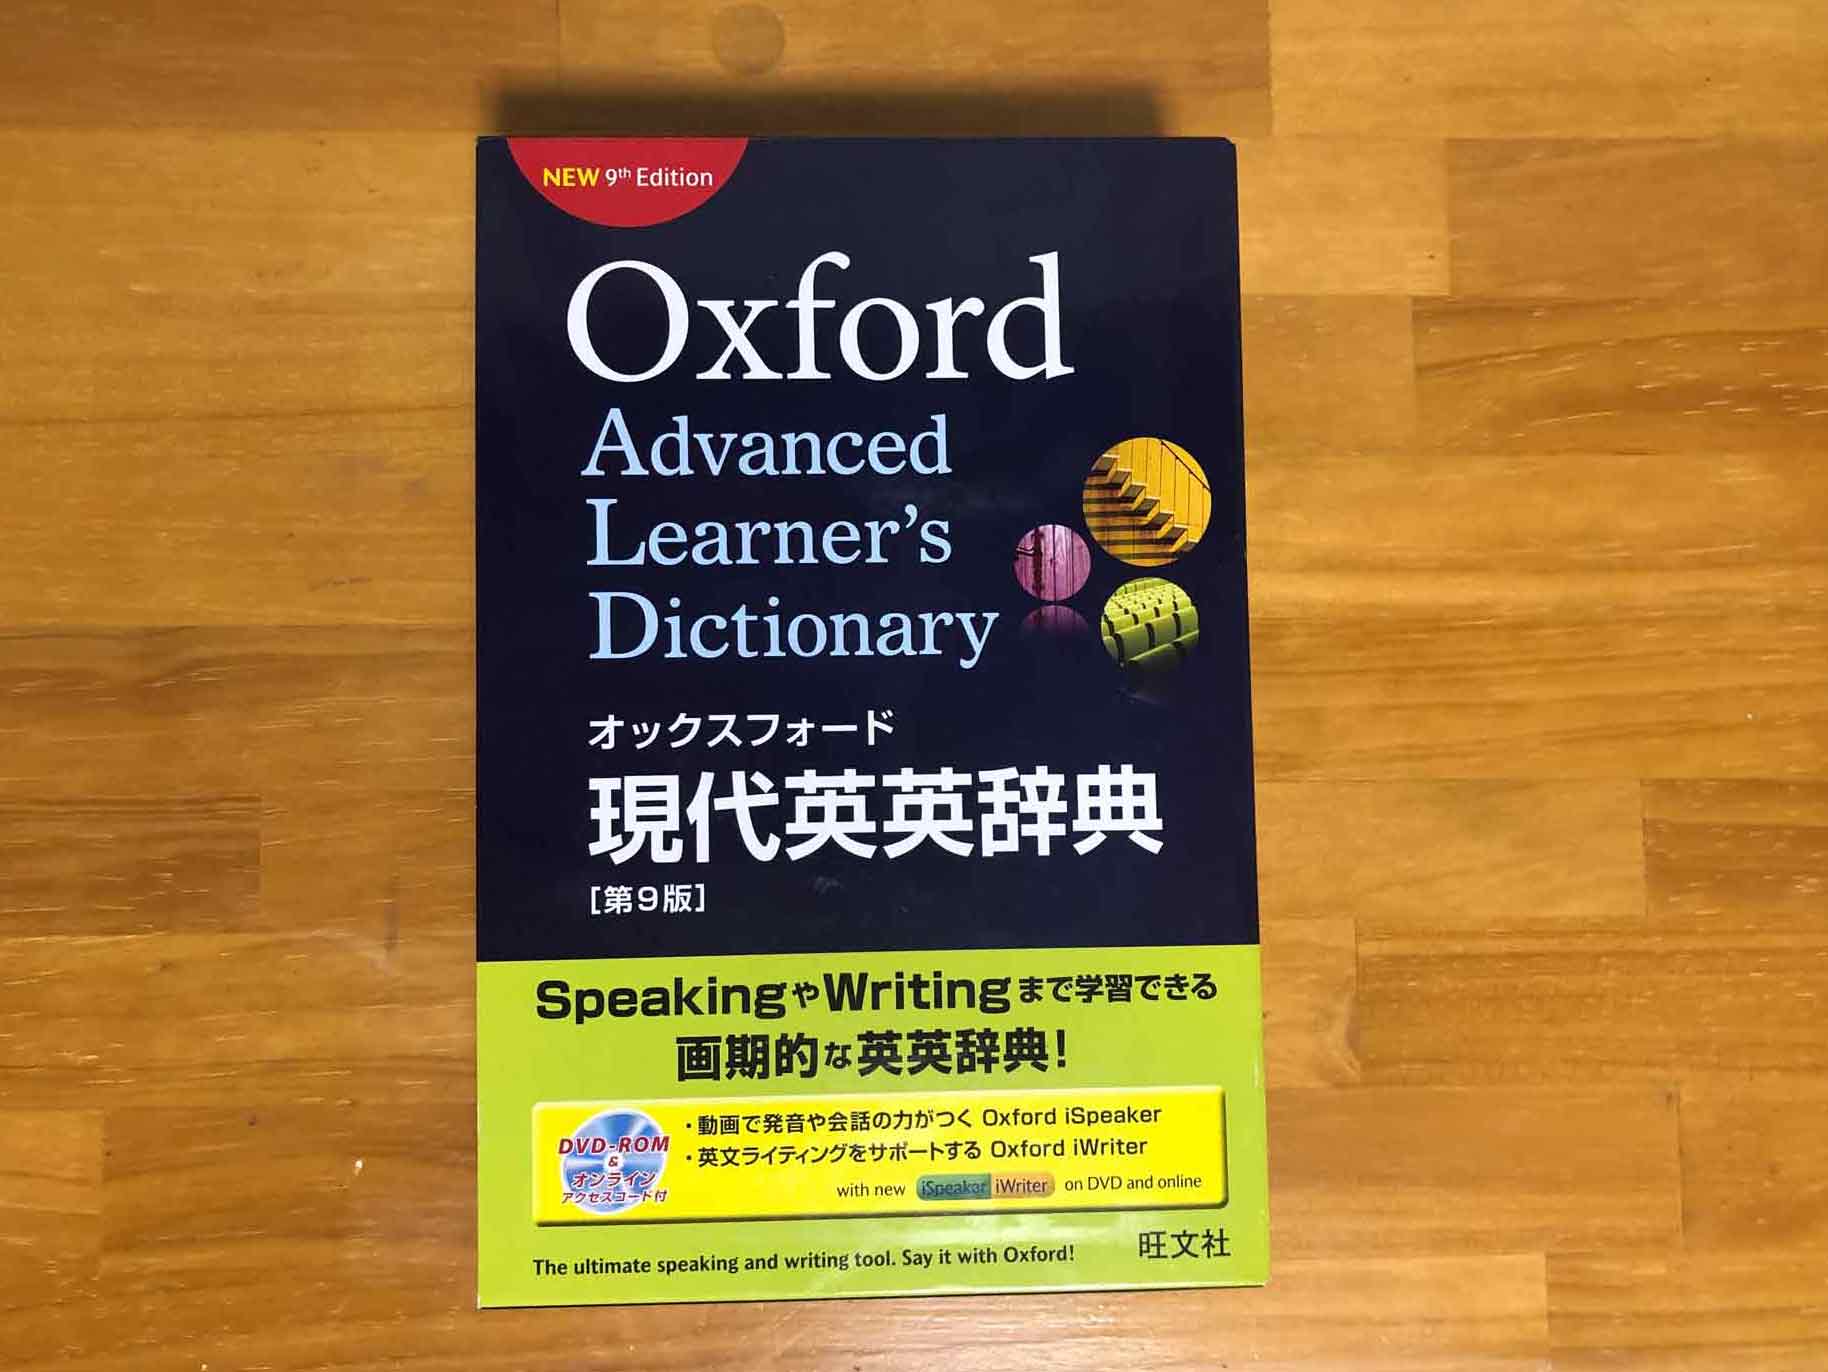 NEW 9th Edition
Oxford
Advanced
Learner's
Dictionary
オックスフォード
現代英英辞典
[第9版]
SpeakingやWritingまで学習できる
画期的な英英辞典!
DVD-ROM
&
オンライン
アクセスコード付
・動画で発音や会話の力がつく Oxford iSpeaker
・英文ライティングをサポートする Oxford iWriter
with new iSpeaker iWriter on DVD and online
The ultimate speaking and writing tool. Say it with Oxford!
旺文社